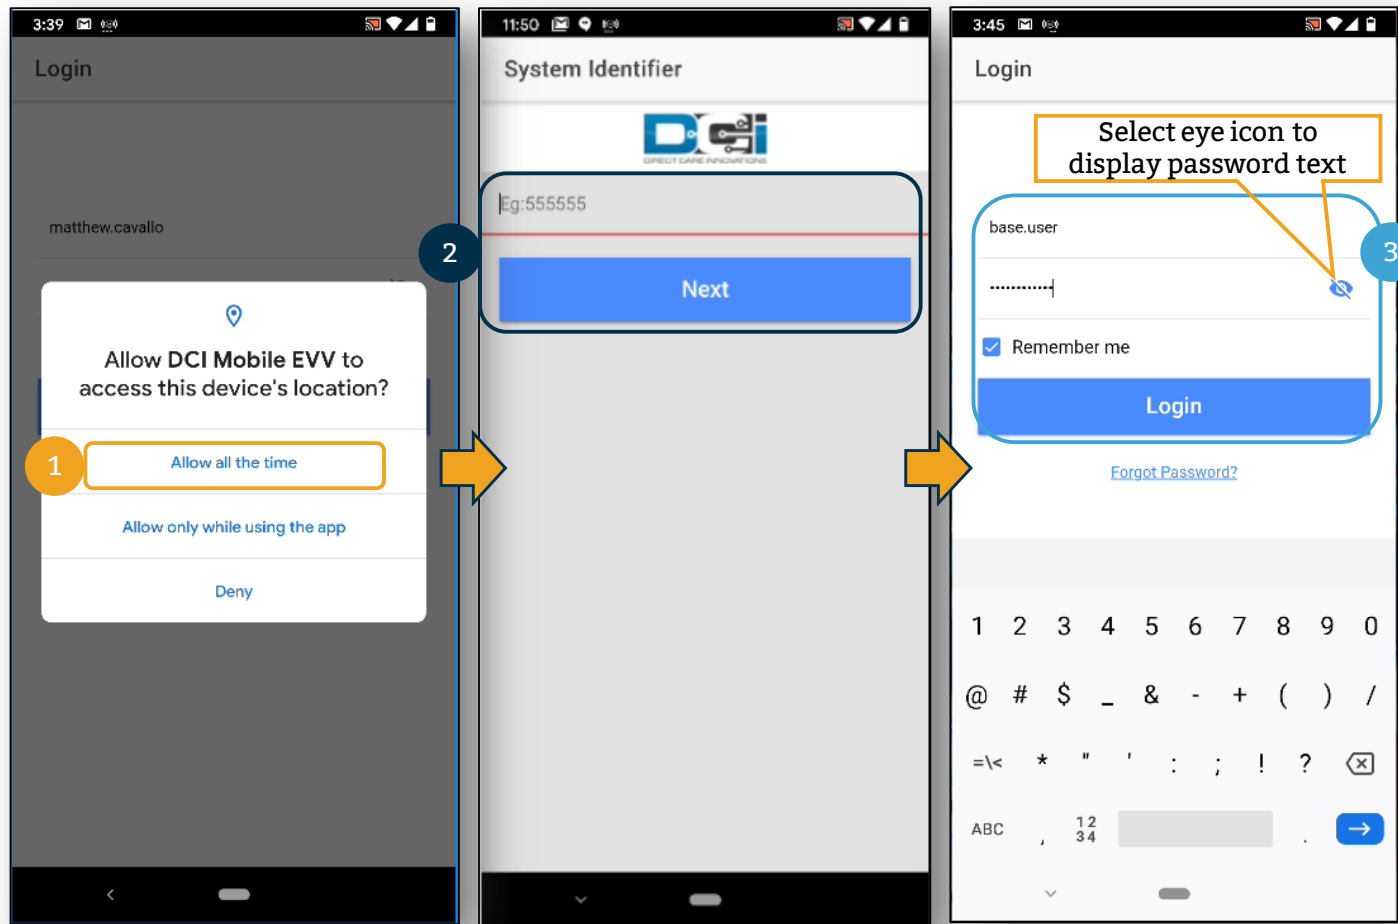 3:39
Login
matthew.cavallo
Allow DCI Mobile EVV to
access this device's location?
1
Allow all the time
Allow only while using the app
Deny
11:50
System Identifier
DCi
DIRECT CARE INNOVATIONS
Eg:555555
2
Next
3:45
Login
Select eye icon to
display password text
base.user
3
Remember me
Login
Forgot Password?
1 2 3 4 5 6 7 8 9 0
@ # $ _ & - + ( ) /
=\< * " ' : ; ! ?
ABC , 12 .
34